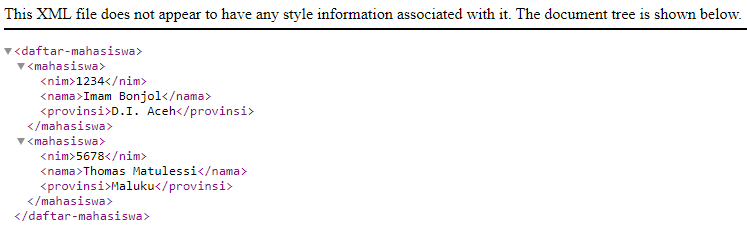 This XML file does not appear to have any style information associated with it. The document tree is shown below.
▼<daftar-mahasiswa>
▼<mahasiswa>
<nim>1234</nim>
<nama>Imam Bonjol</nama>
<provinsi>D.I. Aceh</provinsi>
</mahasiswa>
▼<mahasiswa>
<nim>5678</nim>
<nama>Thomas Matulessi</nama>
<provinsi>Maluku</provinsi>
</mahasiswa>
</daftar-mahasiswa>